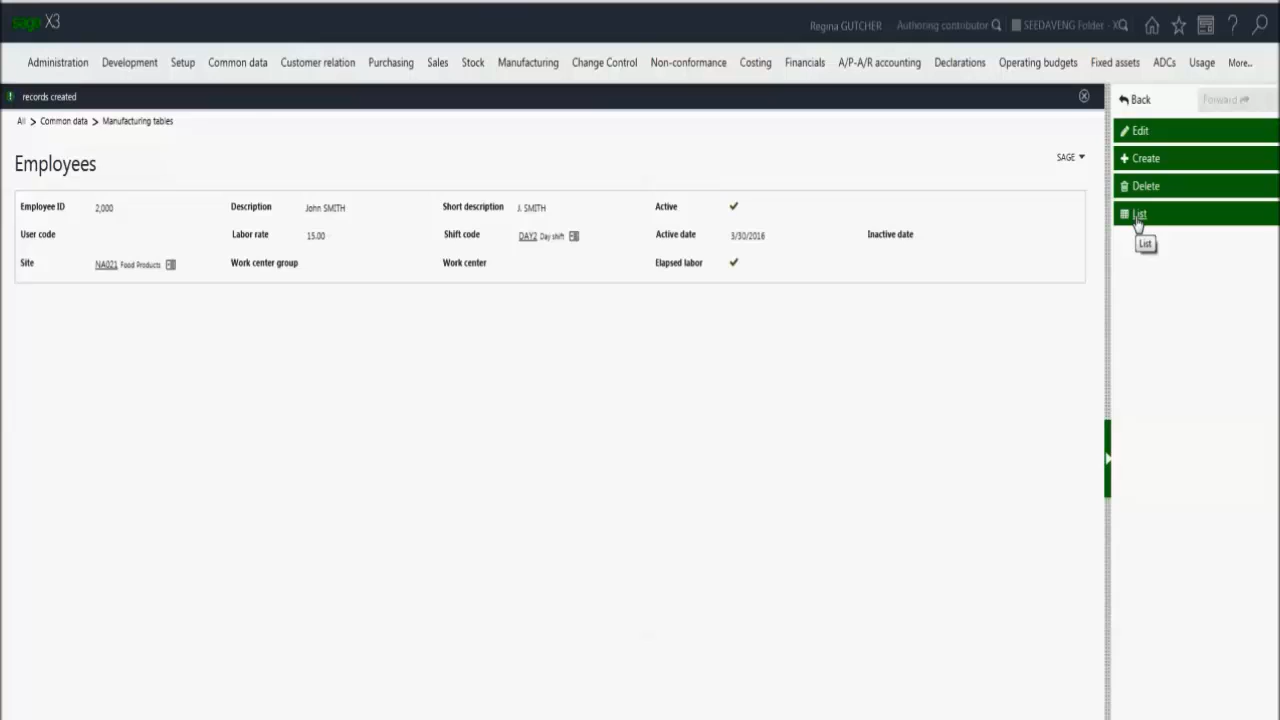 sage X3
Regina GUTCHER Authoring contributor SEEDAVENG Folder - X
Administration Development Setup Common data Customer relation Purchasing Sales Stock Manufacturing Change Control Non-conformance Costing Financials A/P-A/R accounting Declarations Operating budgets Fixed assets ADCs Usage More...
records created
Back Forward
All > Common data > Manufacturing tables
Edit
Employees
SAGE
Create
Delete
Employee ID 2,000 Description John SMITH Short description J. SMITH Active
List
User code Labor rate 15.00 Shift code DAY2 Day shift Active date 3/30/2016 Inactive date
List
Site NA021 Food Products Work center group Work center Elapsed labor